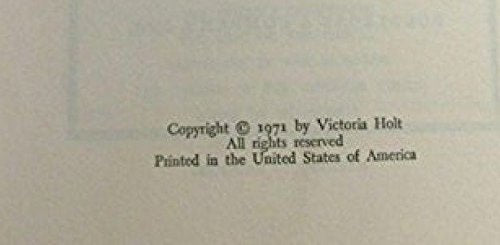 Copyright © 1971 by Victoria Holt
All rights reserved
Printed in the United States of America